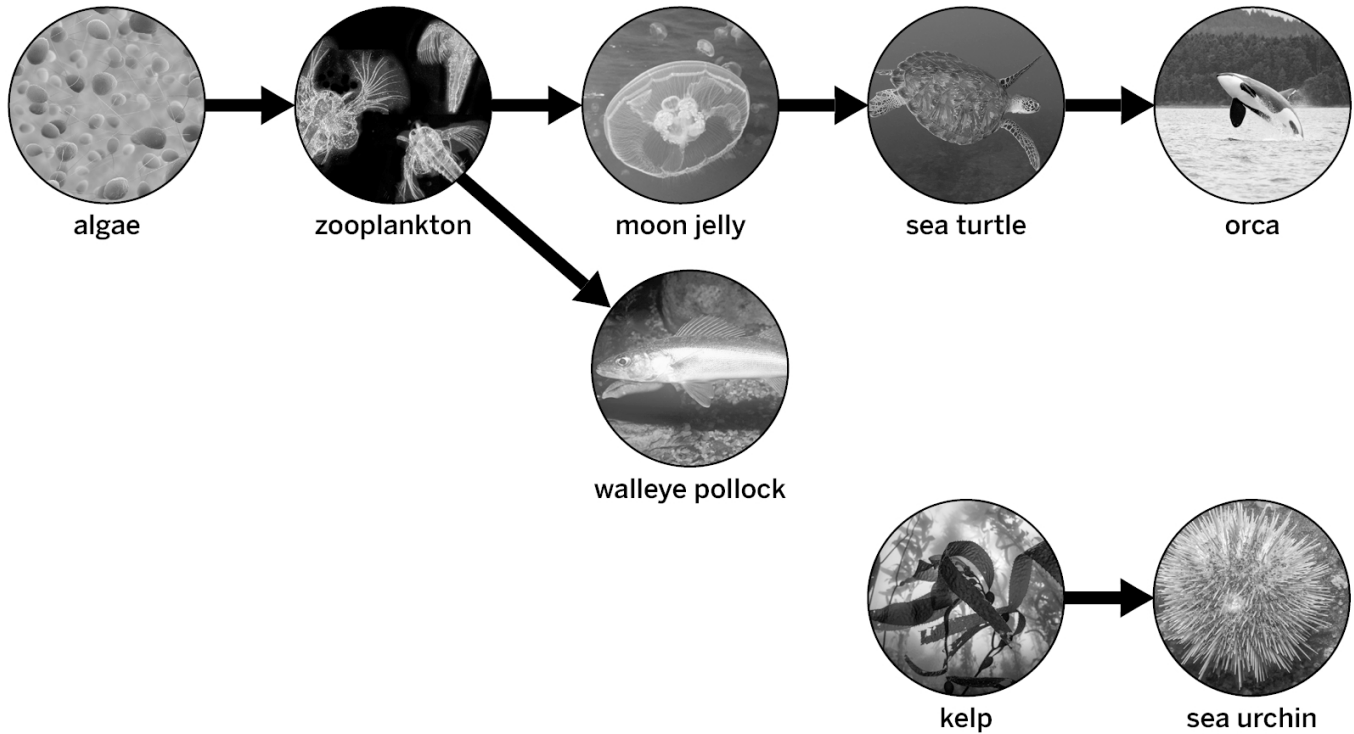 algae
zooplankton
moon jelly
sea turtle
orca
walleye pollock
kelp
sea urchin